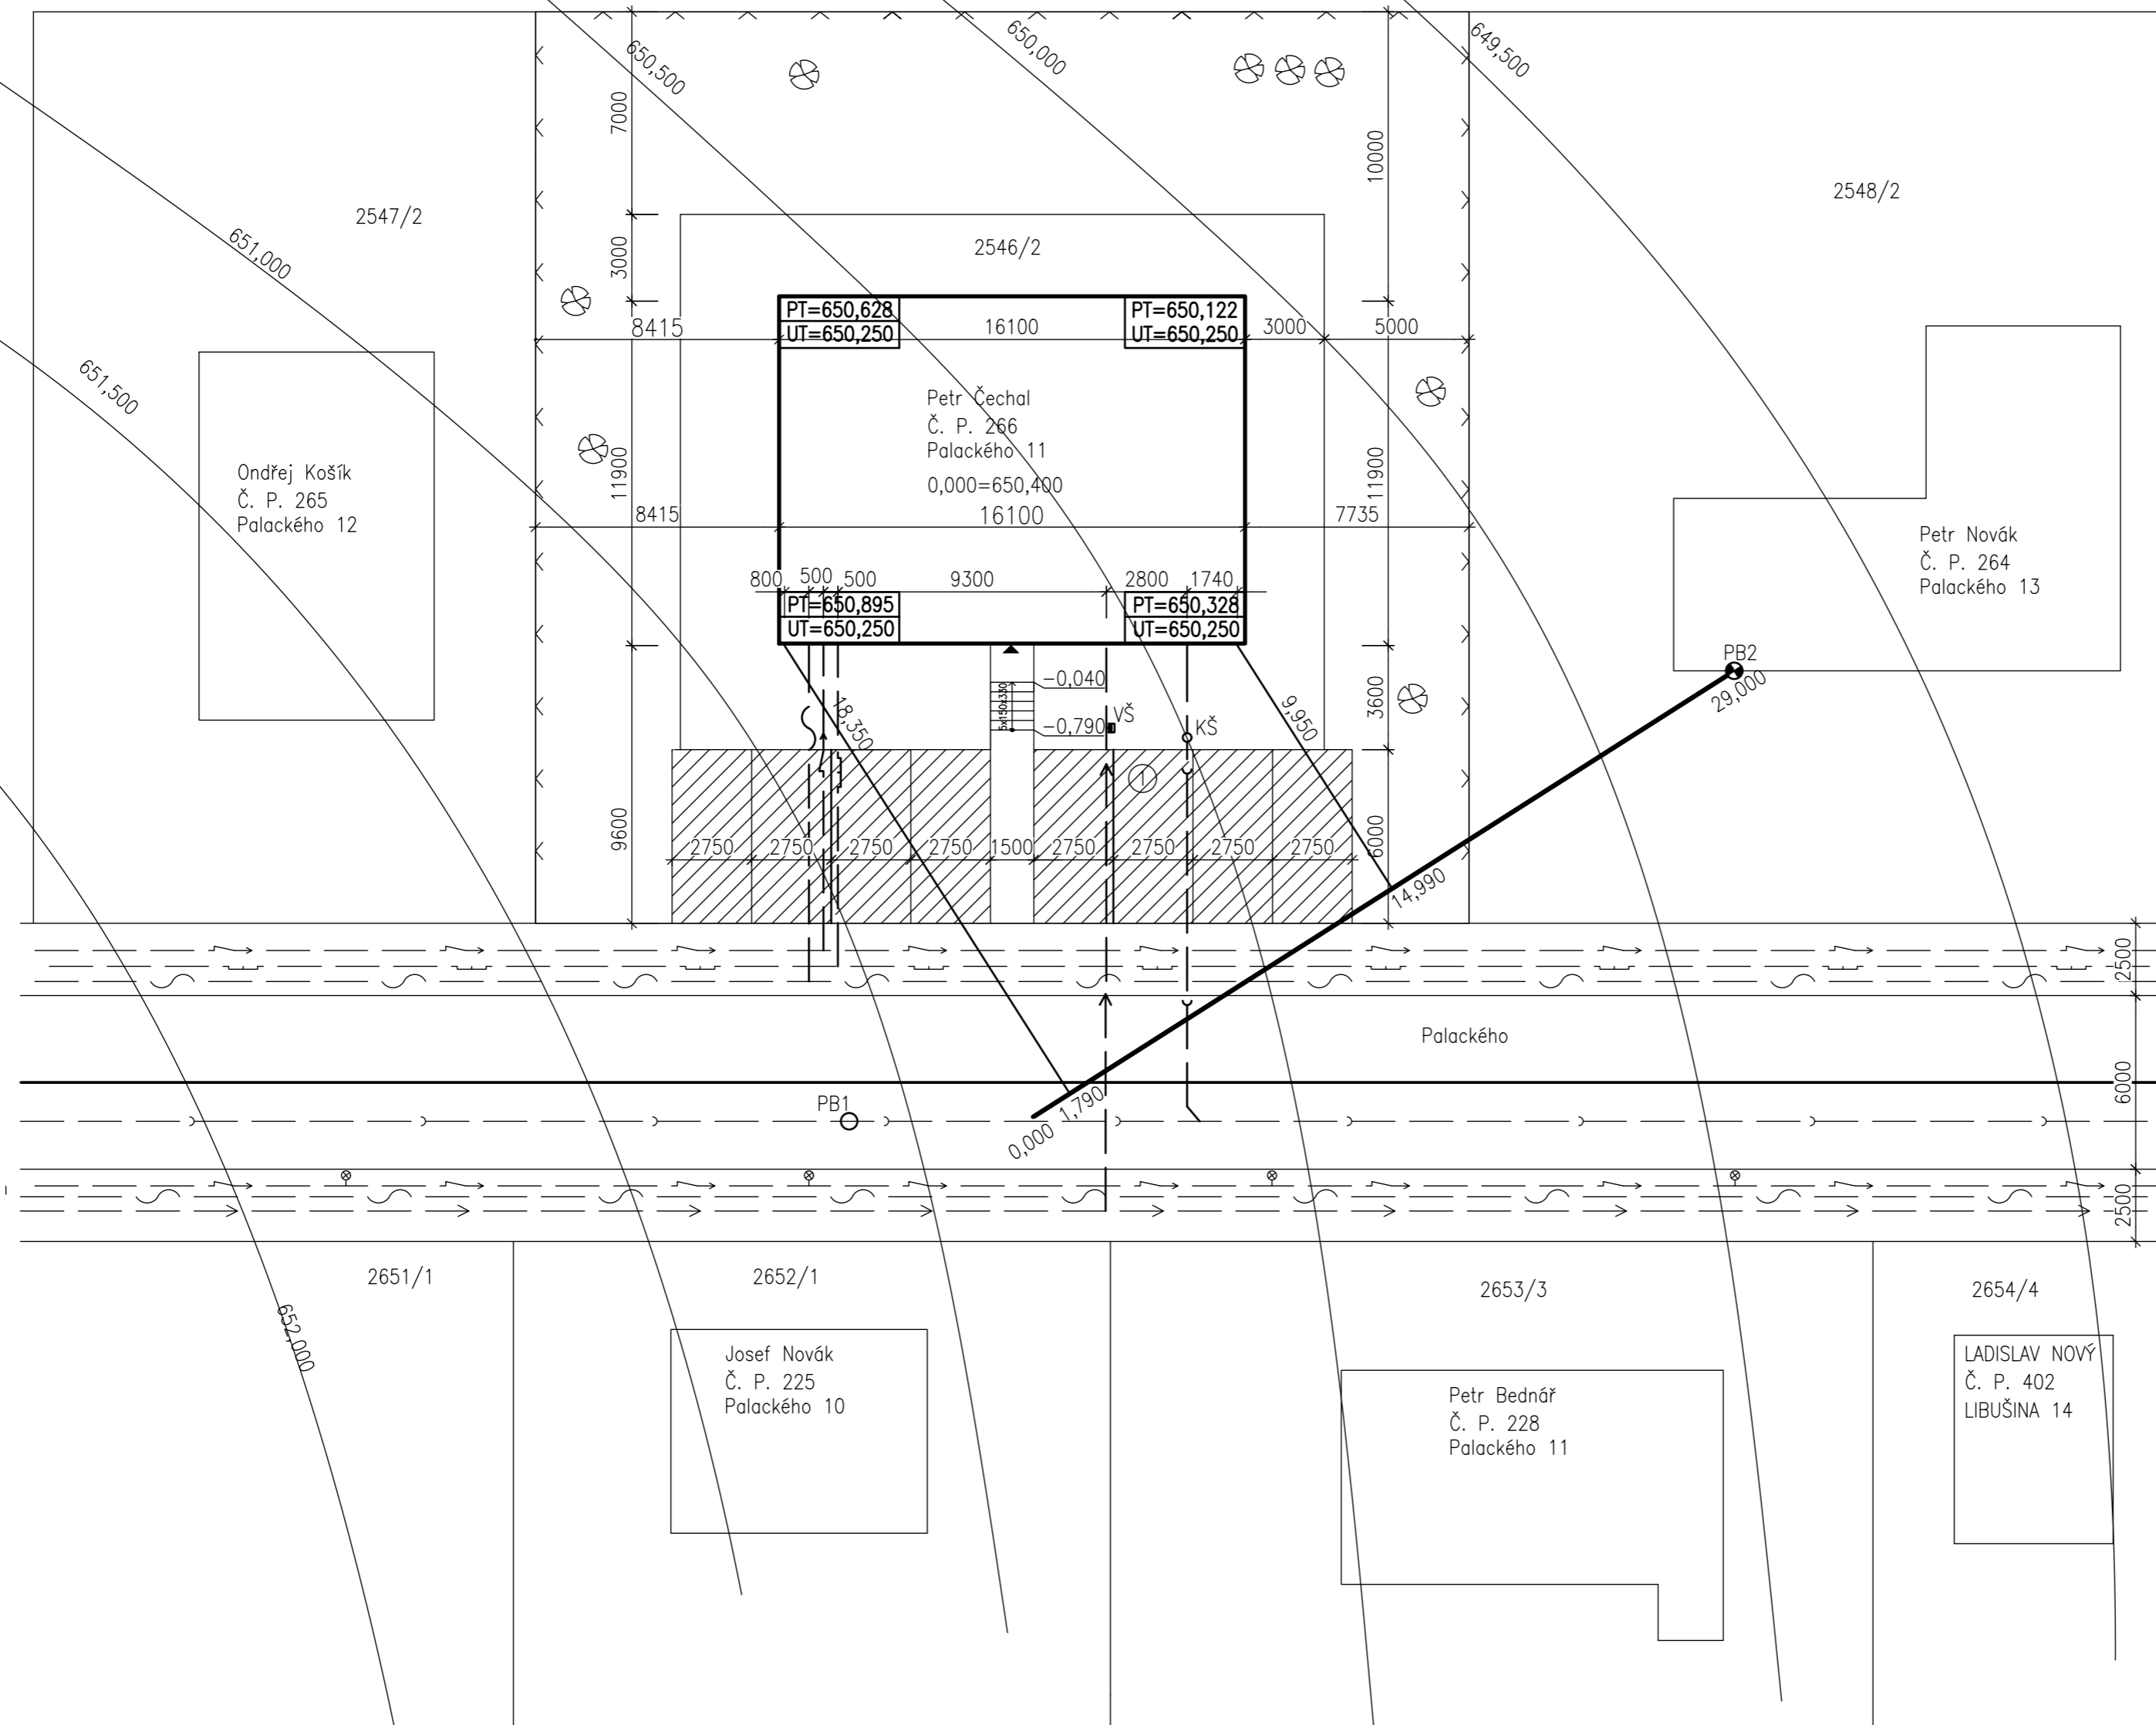 650,500
650,000
649,500
7000
10000
2547/2
2548/2
651,000
3000
2546/2
PT=650,628
UT=650,250
PT=650,122
UT=650,250
8415
16100
3000
5000
651,500
Petr Čechal
Č. P. 266
Palackého 11
0,000=650,400
11900
11900
Ondřej Košík
Č. P. 265
Palackého 12
8415
16100
7735
Petr Novák
Č. P. 264
Palackého 13
800
500
500
9300
2800
1740
PT=650,895
UT=650,250
PT=650,328
UT=650,250
PB2
29,000
-0,040
5x150x330
-0,790
VŠ
KŠ
18,350
9,950
3600
1
9600
6000
2750
2750
2750
2750
1500
2750
2750
2750
2750
14,990
2500
Palackého
6000
PB1
1,790
0,000
2500
2651/1
2652/1
2653/3
2654/4
652,000
Josef Novák
Č. P. 225
Palackého 10
Petr Bednář
Č. P. 228
Palackého 11
LADISLAV NOVÝ
Č. P. 402
LIBUŠINA 14